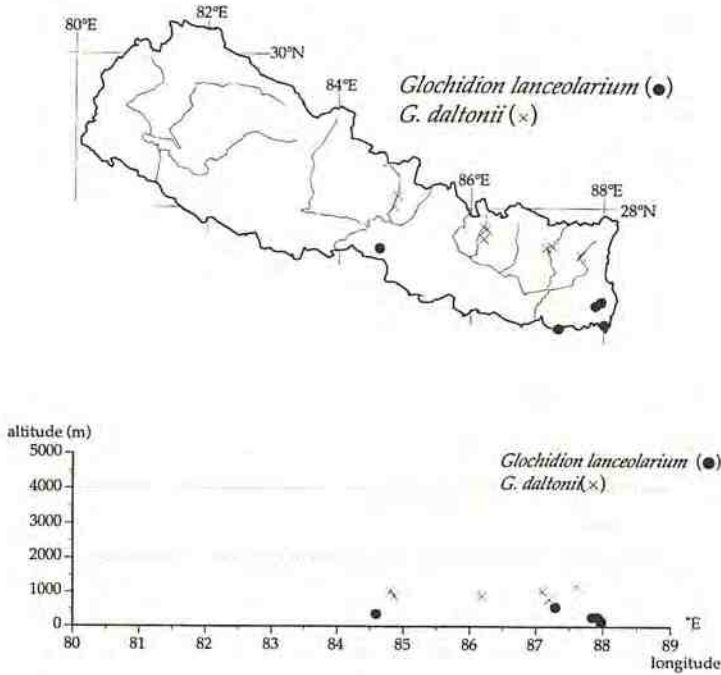 80°E
82°E
30°N
84°E
Glochidion lanceolarium (●)
G. daltonii (×)
86°E
88°E
28°N
altitude (m)
5000
4000
3000
2000
1000
0
Glochidion lanceolarium (●)
G. daltonii(×)
80 81 82 83 84 85 86 87 88 89
°E
longitude